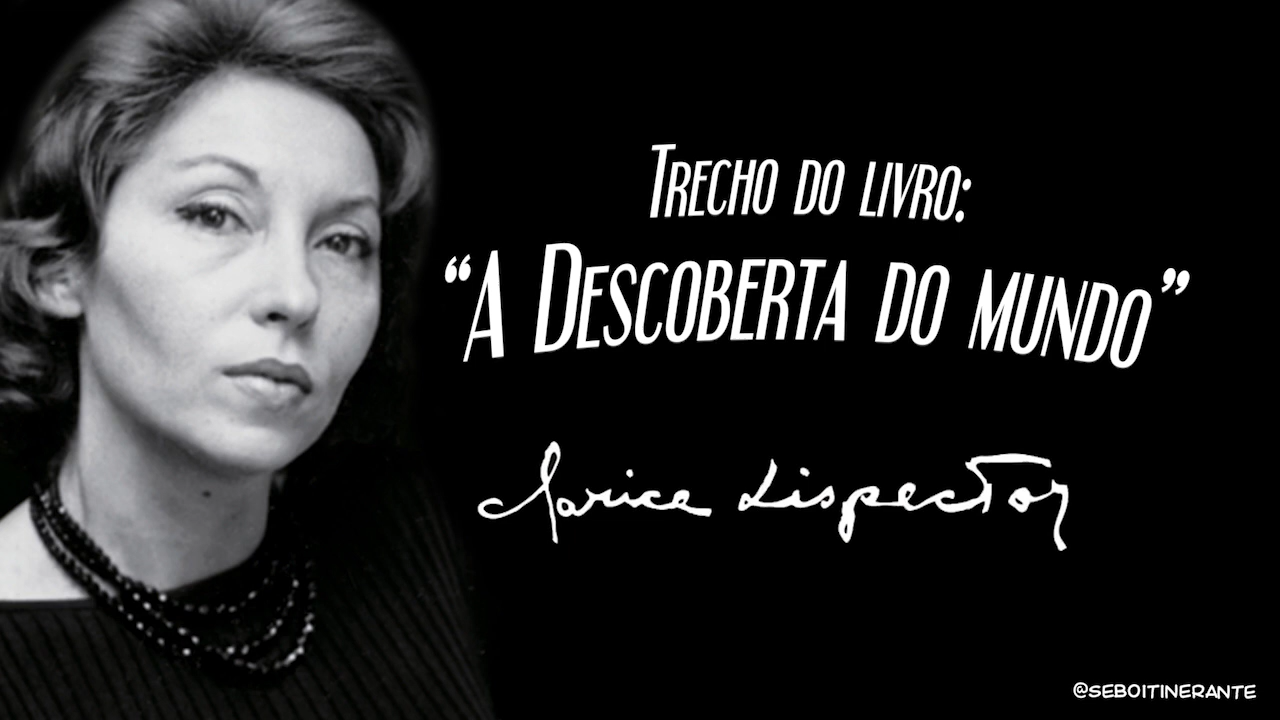 Trecho do livro:
“A Descoberta do mundo”
Clarice Lispector
@seboitinerante